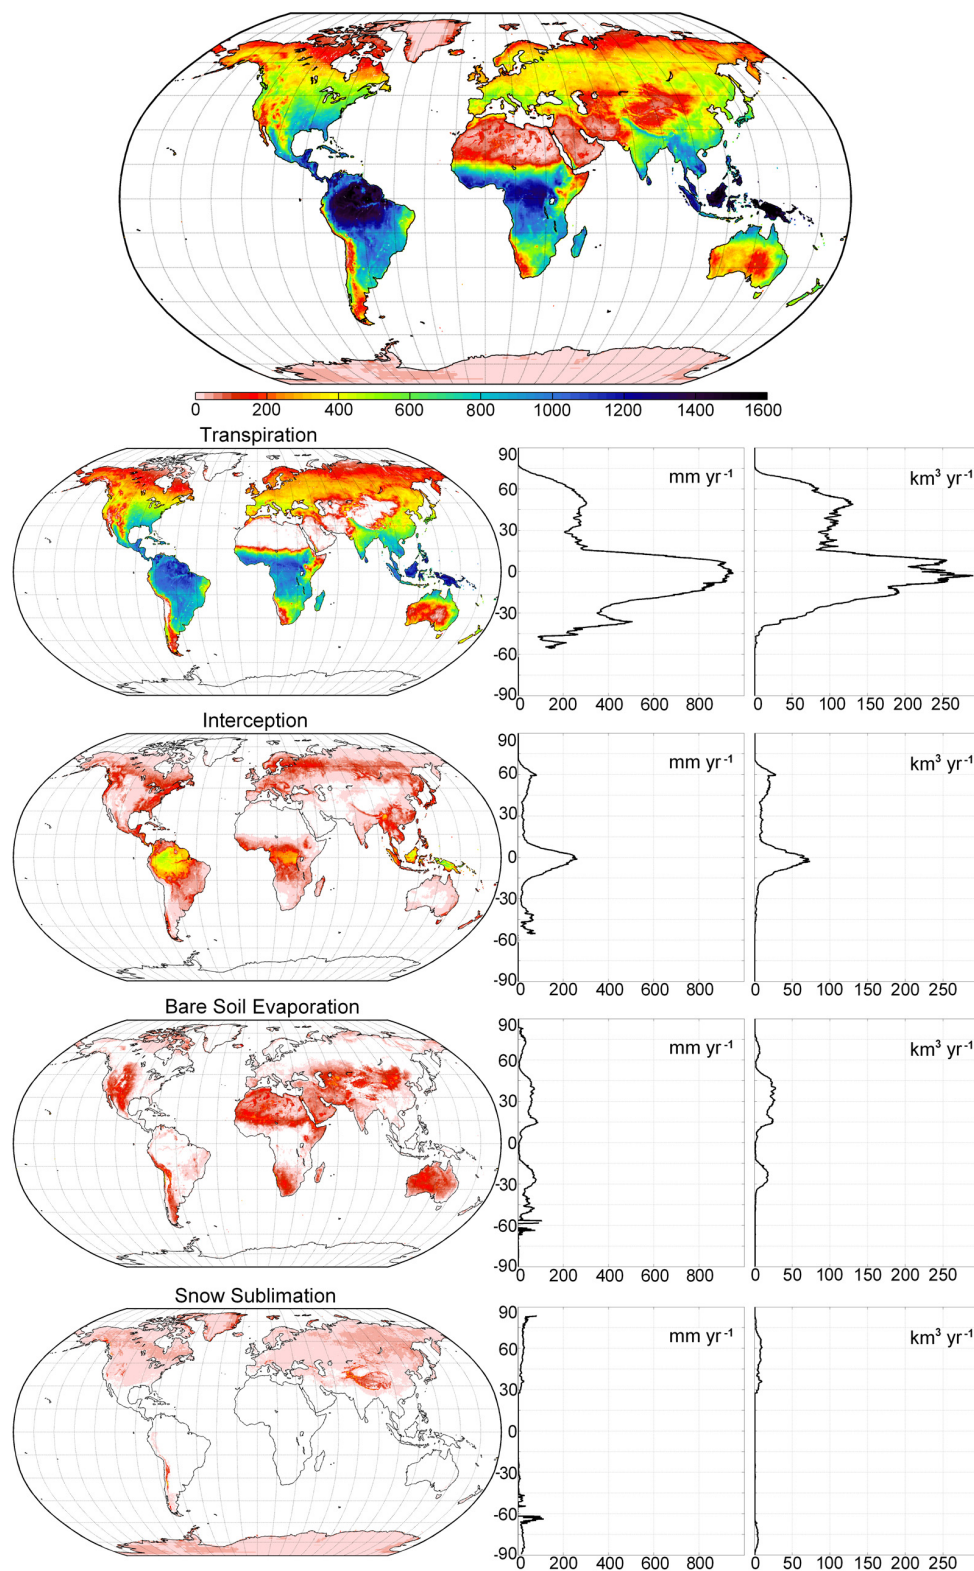 0 200 400 600 800 1000 1200 1400 1600
Transpiration
90
60
30
0
-30
-60
-90
mm yr⁻¹
0 200 400 600 800
km³ yr⁻¹
0 50 100 150 200 250
Interception
90
60
30
0
-30
-60
-90
mm yr⁻¹
0 200 400 600 800
km³ yr⁻¹
0 50 100 150 200 250
Bare Soil Evaporation
90
60
30
0
-30
-60
-90
mm yr⁻¹
0 200 400 600 800
km³ yr⁻¹
0 50 100 150 200 250
Snow Sublimation
90
60
30
0
-30
-60
-90
mm yr⁻¹
0 200 400 600 800
km³ yr⁻¹
0 50 100 150 200 250